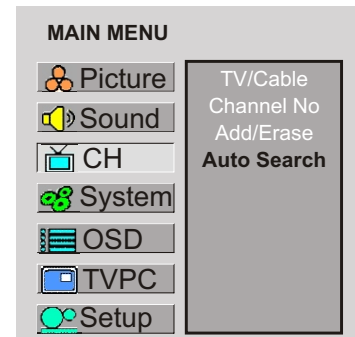 MAIN MENU
Picture
Sound
CH
System
OSD
TVPC
Setup
TV/Cable
Channel No
Add/Erase
Auto Search